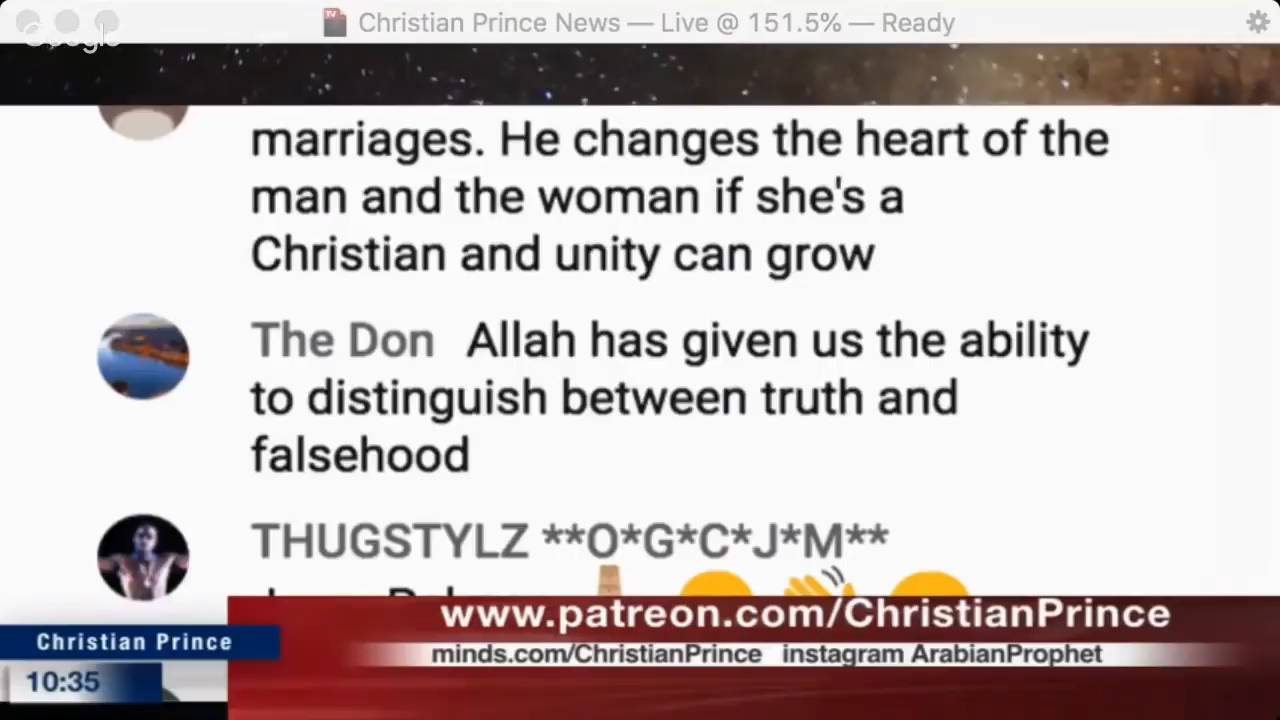 Christian Prince News — Live @ 151.5% — Ready
Google
marriages. He changes the heart of the
man and the woman if she's a
Christian and unity can grow
The Don Allah has given us the ability
to distinguish between truth and
falsehood
THUGSTYLZ **O*G*C*J*M**
www.patreon.com/ChristianPrince
minds.com/ChristianPrince instagram ArabianProphet
Christian Prince
10:35